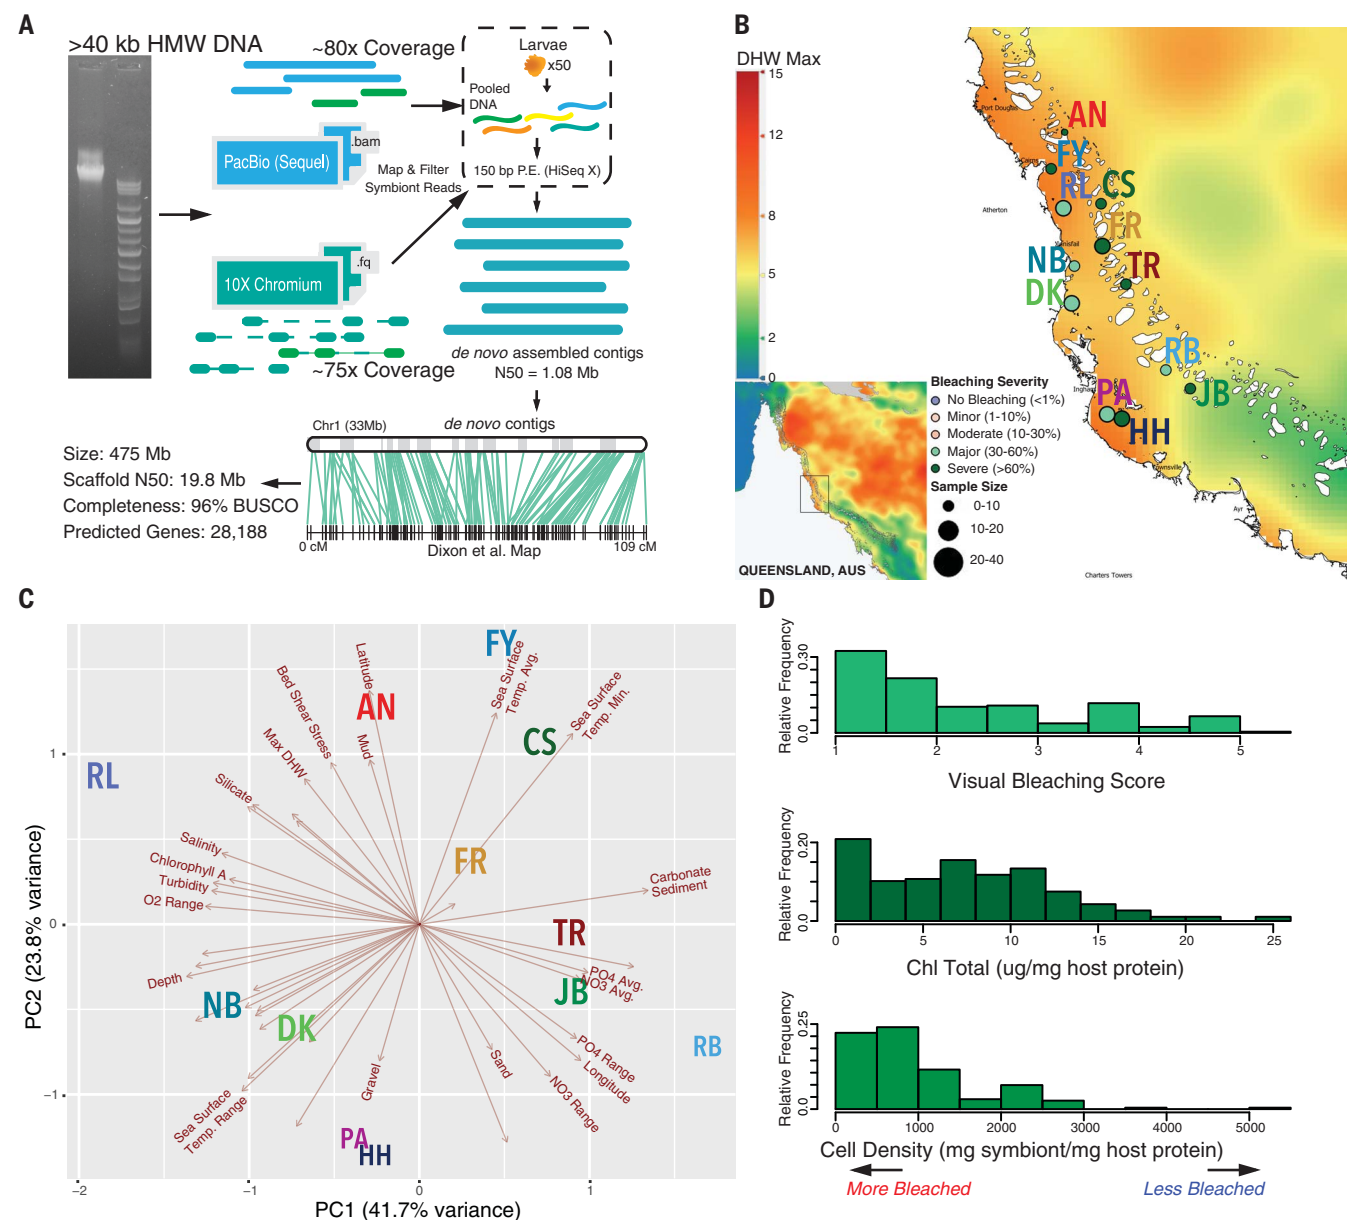 A
>40 kb HMW DNA
~80x Coverage
PacBio (Sequel)
.bam
10X Chromium
.fq
~75x Coverage
Map & Filter
Symbiont Reads
Larvae
x50
Pooled
DNA
150 bp P.E. (HiSeq X)
de novo assembled contigs
N50 = 1.08 Mb
Chr1 (33Mb)
de novo contigs
0 cM
Dixon et al. Map
109 cM
Size: 475 Mb
Scaffold N50: 19.8 Mb
Completeness: 96% BUSCO
Predicted Genes: 28,188
B
DHW Max
15
12
8
5
2
0
Port Douglas
AN
Cairns
FY
RL
CS
Atherton
FR
Innisfail
NB
TR
DK
RB
Ingham
PA
JB
HH
Townsville
Ayr
Charters Towers
QUEENSLAND, AUS
Bleaching Severity
No Bleaching (<1%)
Minor (1-10%)
Moderate (10-30%)
Major (30-60%)
Severe (>60%)
Sample Size
0-10
10-20
20-40
C
PC2 (23.8% variance)
1
0
−1
−2
−1
0
1
PC1 (41.7% variance)
FY
Latitude
AN
Sea Surface
Temp. Avg.
Sea Surface
Temp. Min.
Bed Shear Stress
Mud
CS
Max DHW
RL
Silicate
Salinity
FR
Chlorophyll A
Turbidity
O2 Range
Carbonate
Sediment
TR
Depth
PO4 Avg.
NO3 Avg.
JB
NB
DK
RB
Gravel
Sand
PO4 Range
Longitude
NO3 Range
Sea Surface
Temp. Range
PA
HH
D
Relative Frequency
0.30
0.0
1
2
3
4
5
Visual Bleaching Score
Relative Frequency
0.20
0.0
0
5
10
15
20
25
Chl Total (ug/mg host protein)
Relative Frequency
0.25
0.0
0
1000
2000
3000
4000
5000
Cell Density (mg symbiont/mg host protein)
More Bleached
Less Bleached